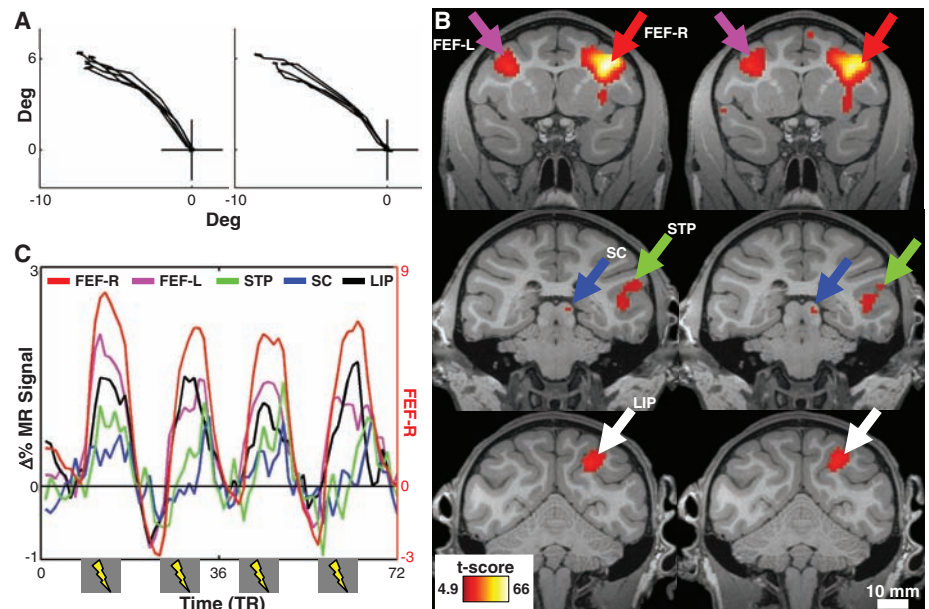 A
6
Deg
0
-10
0
-10
0
Deg
B
FEF-L
FEF-R
STP
SC
LIP
t-score
4.9
66
10 mm
C
3
9
FEF-R
FEF-L
STP
SC
LIP
Δ% MR Signal
FEF-R
0
0
-1
-3
0
36
72
Time (TR)